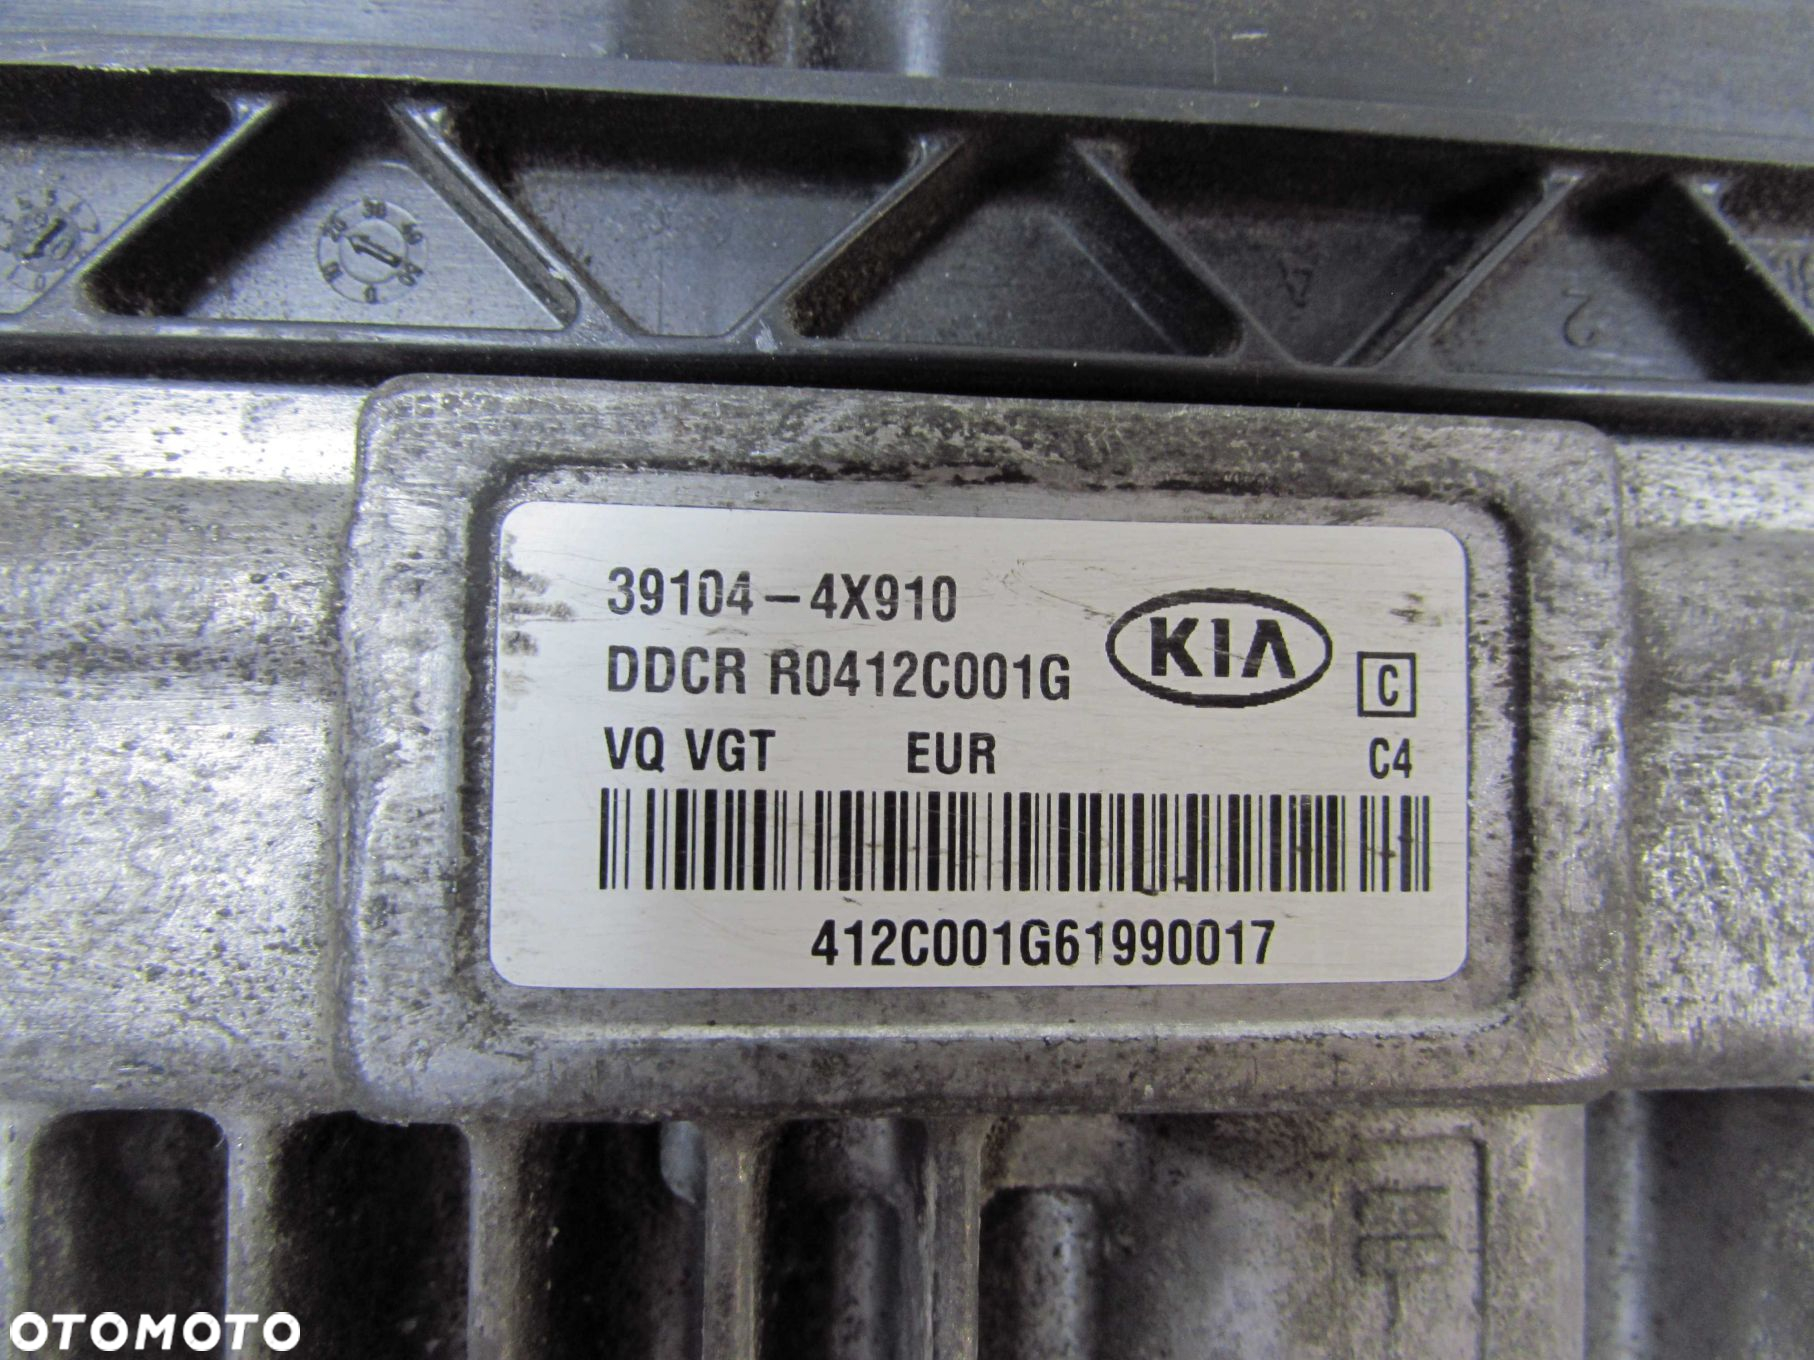 39104-4X910
DDCR R0412C001G
KIA
C
VQ VGT EUR C4
412C001G61990017
OTOMOTO